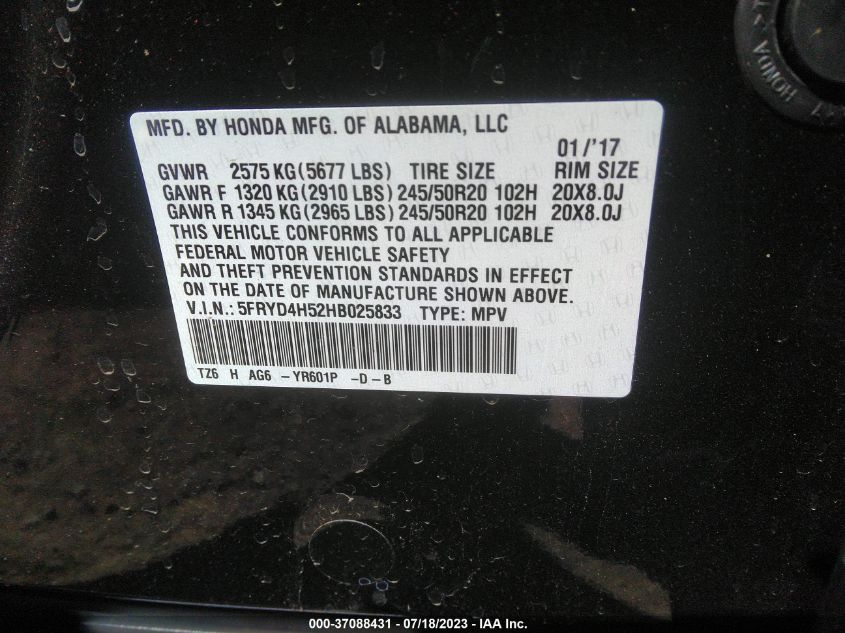 HONDA
MFD. BY HONDA MFG. OF ALABAMA, LLC
01/'17
GVWR 2575 KG(5677 LBS) TIRE SIZE RIM SIZE
GAWR F 1320 KG(2910 LBS) 245/50R20 102H 20X8.0J
GAWR R 1345 KG(2965 LBS) 245/50R20 102H 20X8.0J
THIS VEHICLE CONFORMS TO ALL APPLICABLE
FEDERAL MOTOR VEHICLE SAFETY
AND THEFT PREVENTION STANDARDS IN EFFECT
ON THE DATE OF MANUFACTURE SHOWN ABOVE.
V.I.N.: 5FRYD4H52HB025833 TYPE: MPV
TZ6 H AG6 -YR601P -D-B
000-37088431 - 07/18/2023 - IAA Inc.